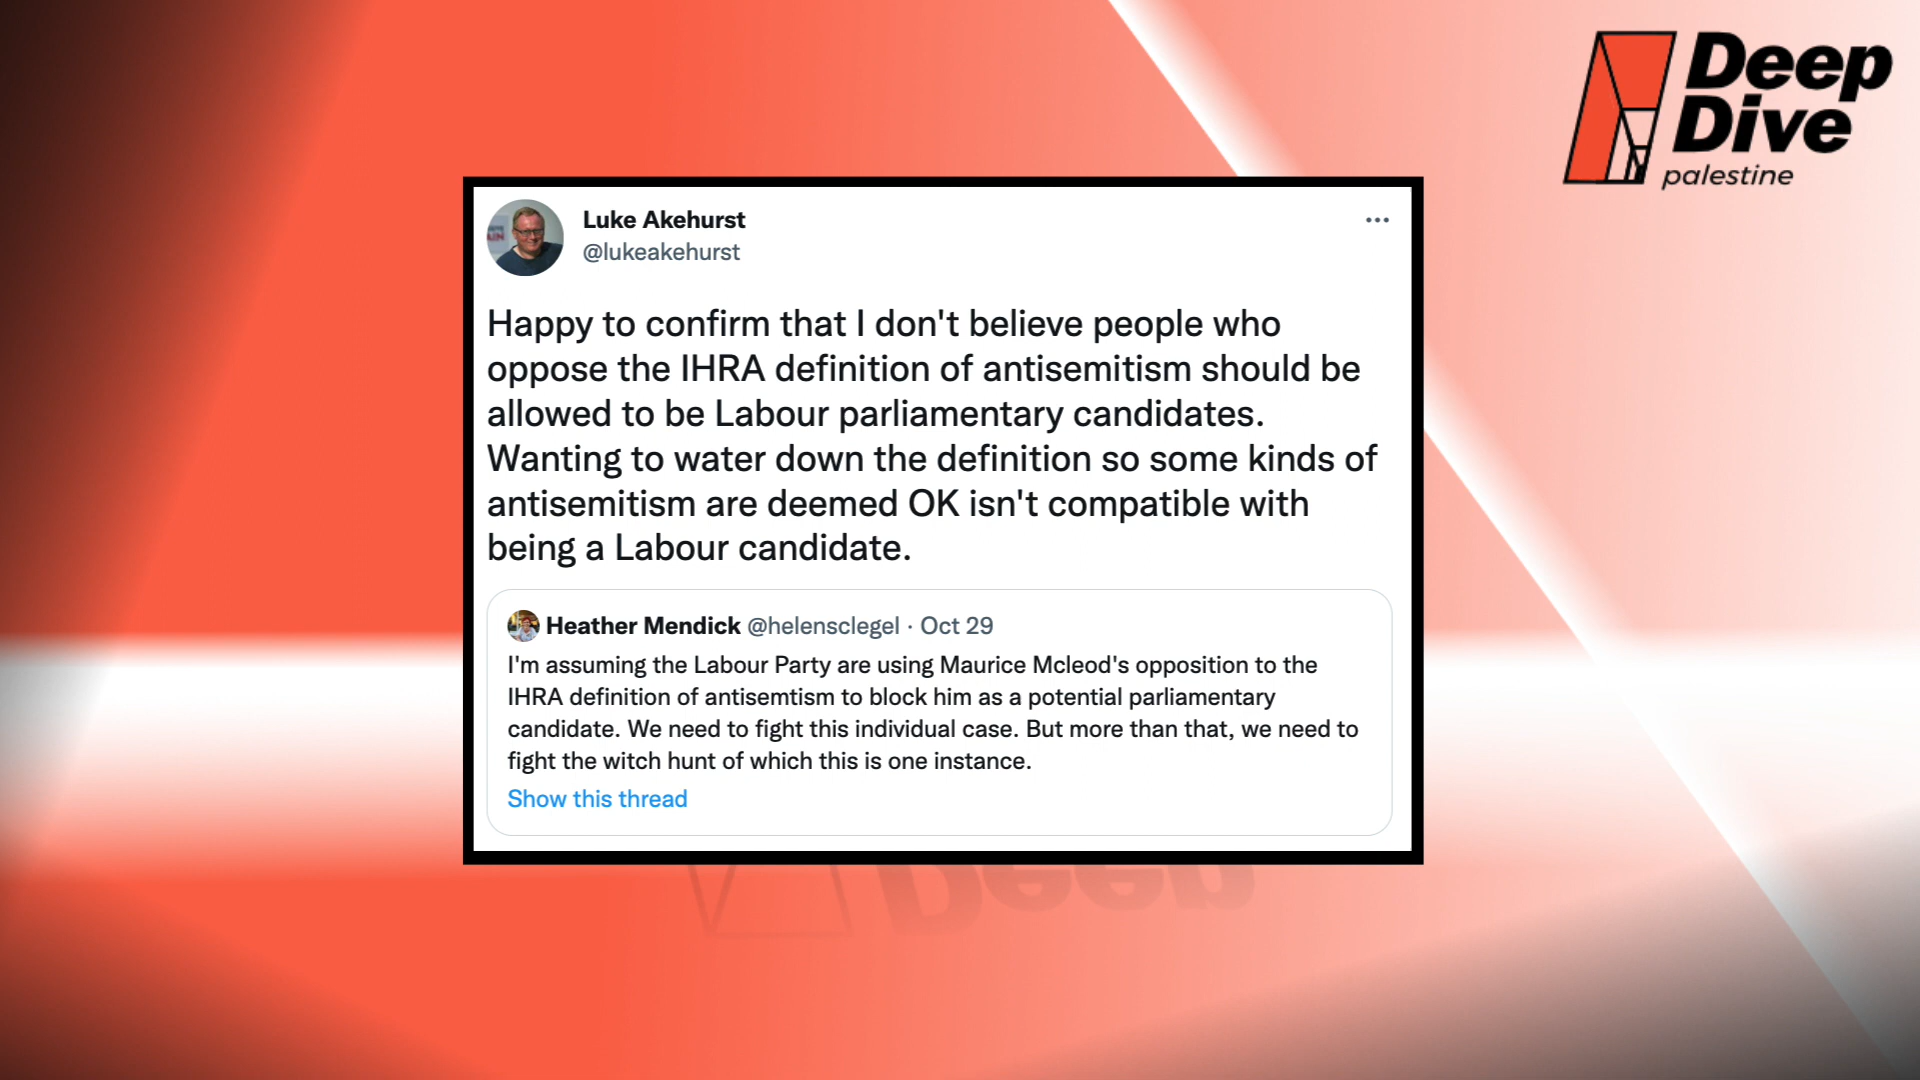 Deep
Dive
palestine
Luke Akehurst
@lukeakehurst
Happy to confirm that I don't believe people who
oppose the IHRA definition of antisemitism should be
allowed to be Labour parliamentary candidates.
Wanting to water down the definition so some kinds of
antisemitism are deemed OK isn't compatible with
being a Labour candidate.
Heather Mendick @helensclegel · Oct 29
I'm assuming the Labour Party are using Maurice Mcleod's opposition to the
IHRA definition of antisemtism to block him as a potential parliamentary
candidate. We need to fight this individual case. But more than that, we need to
fight the witch hunt of which this is one instance.
Show this thread
Deep